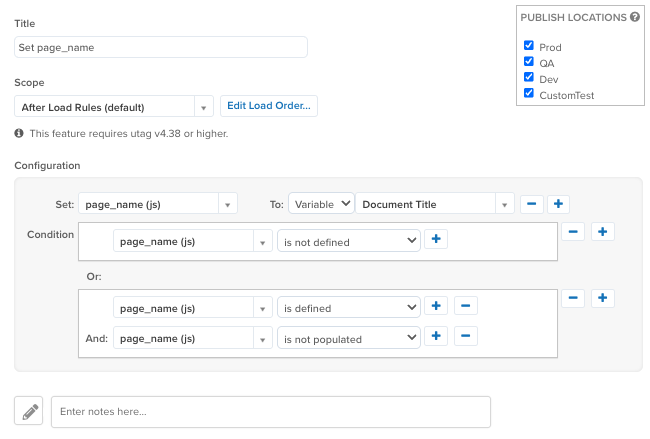 Title
Set page_name
PUBLISH LOCATIONS ?
Prod
QA
Dev
CustomTest
Scope
After Load Rules (default)
Edit Load Order...
This feature requires utag v4.38 or higher.
Configuration
Set: page_name (js) To: Variable Document Title
Condition page_name (js) is not defined
Or:
page_name (js) is defined
And: page_name (js) is not populated
Enter notes here...